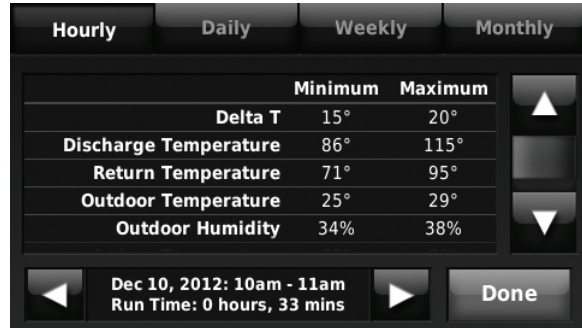 Hourly Daily Weekly Monthly
Minimum Maximum
Delta T 15° 20°
Discharge Temperature 86° 115°
Return Temperature 71° 95°
Outdoor Temperature 25° 29°
Outdoor Humidity 34% 38%
Dec 10, 2012: 10am - 11am
Run Time: 0 hours, 33 mins
Done